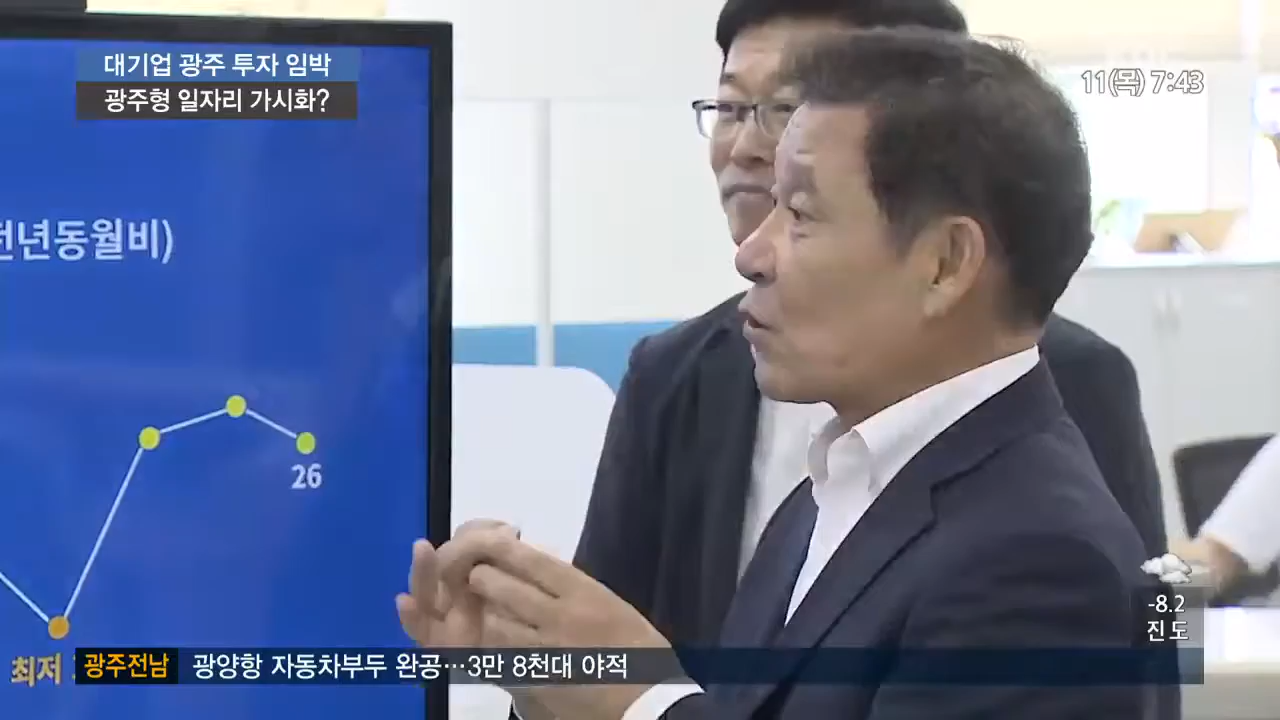 대기업 광주 투자 임박
광주형 일자리 가시화?
11(목) 7:43
전년동월비)
26
-8.2
진도
최저
광주전남 광양항 자동차부두 완공…3만 8천대 야적